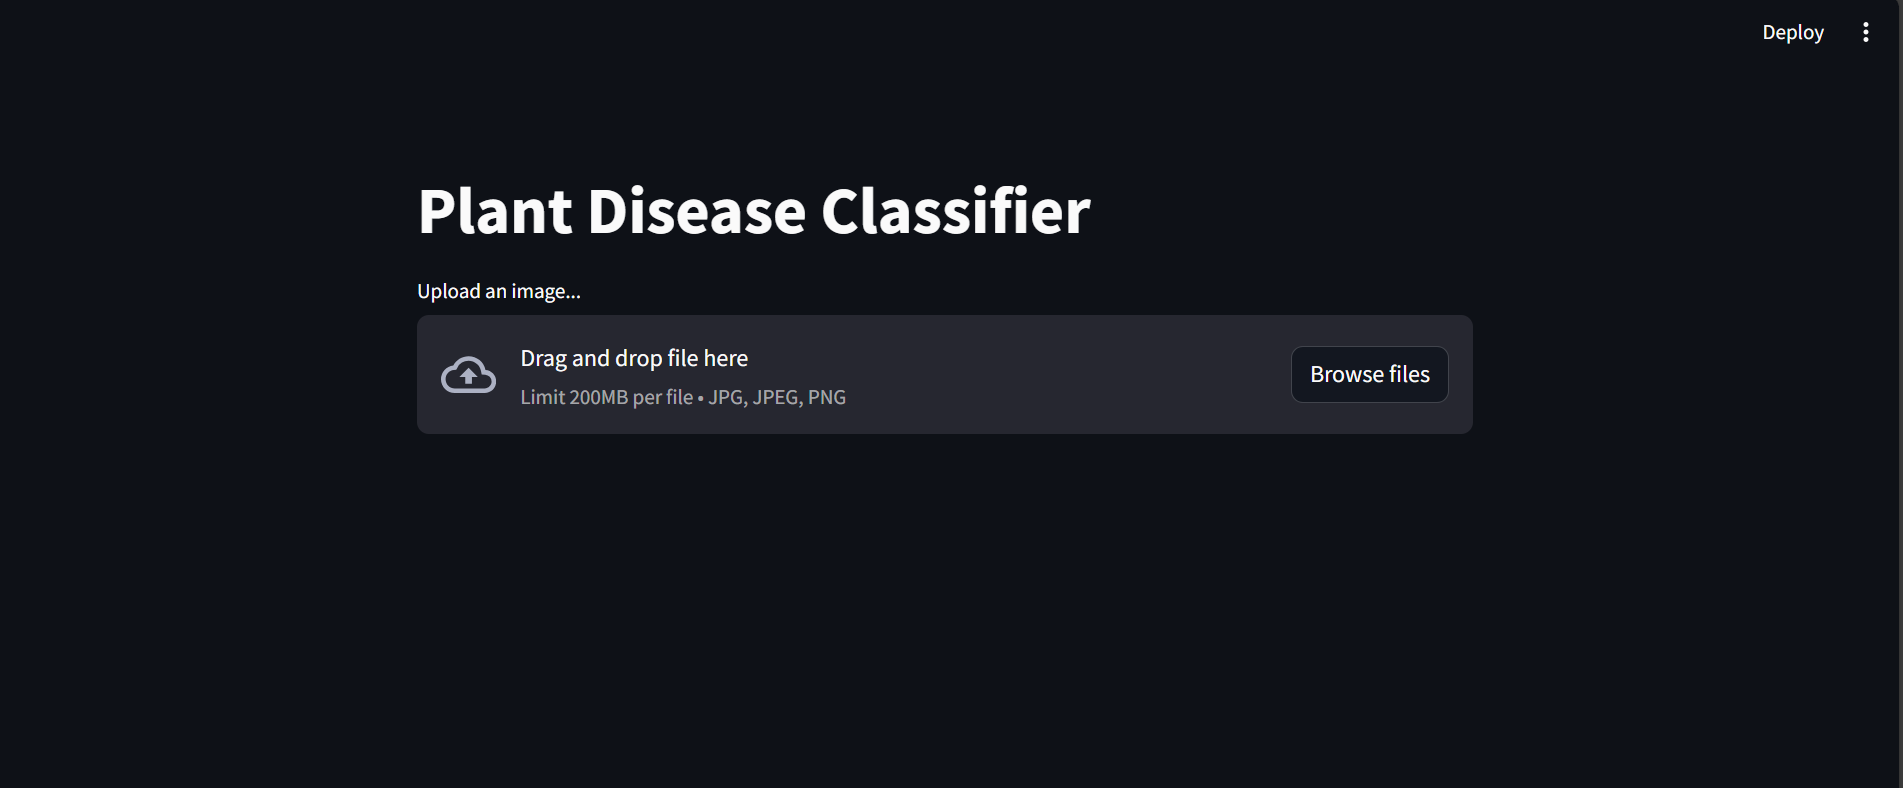 Deploy
Plant Disease Classifier
Upload an image...
Drag and drop file here
Limit 200MB per file • JPG, JPEG, PNG
Browse files